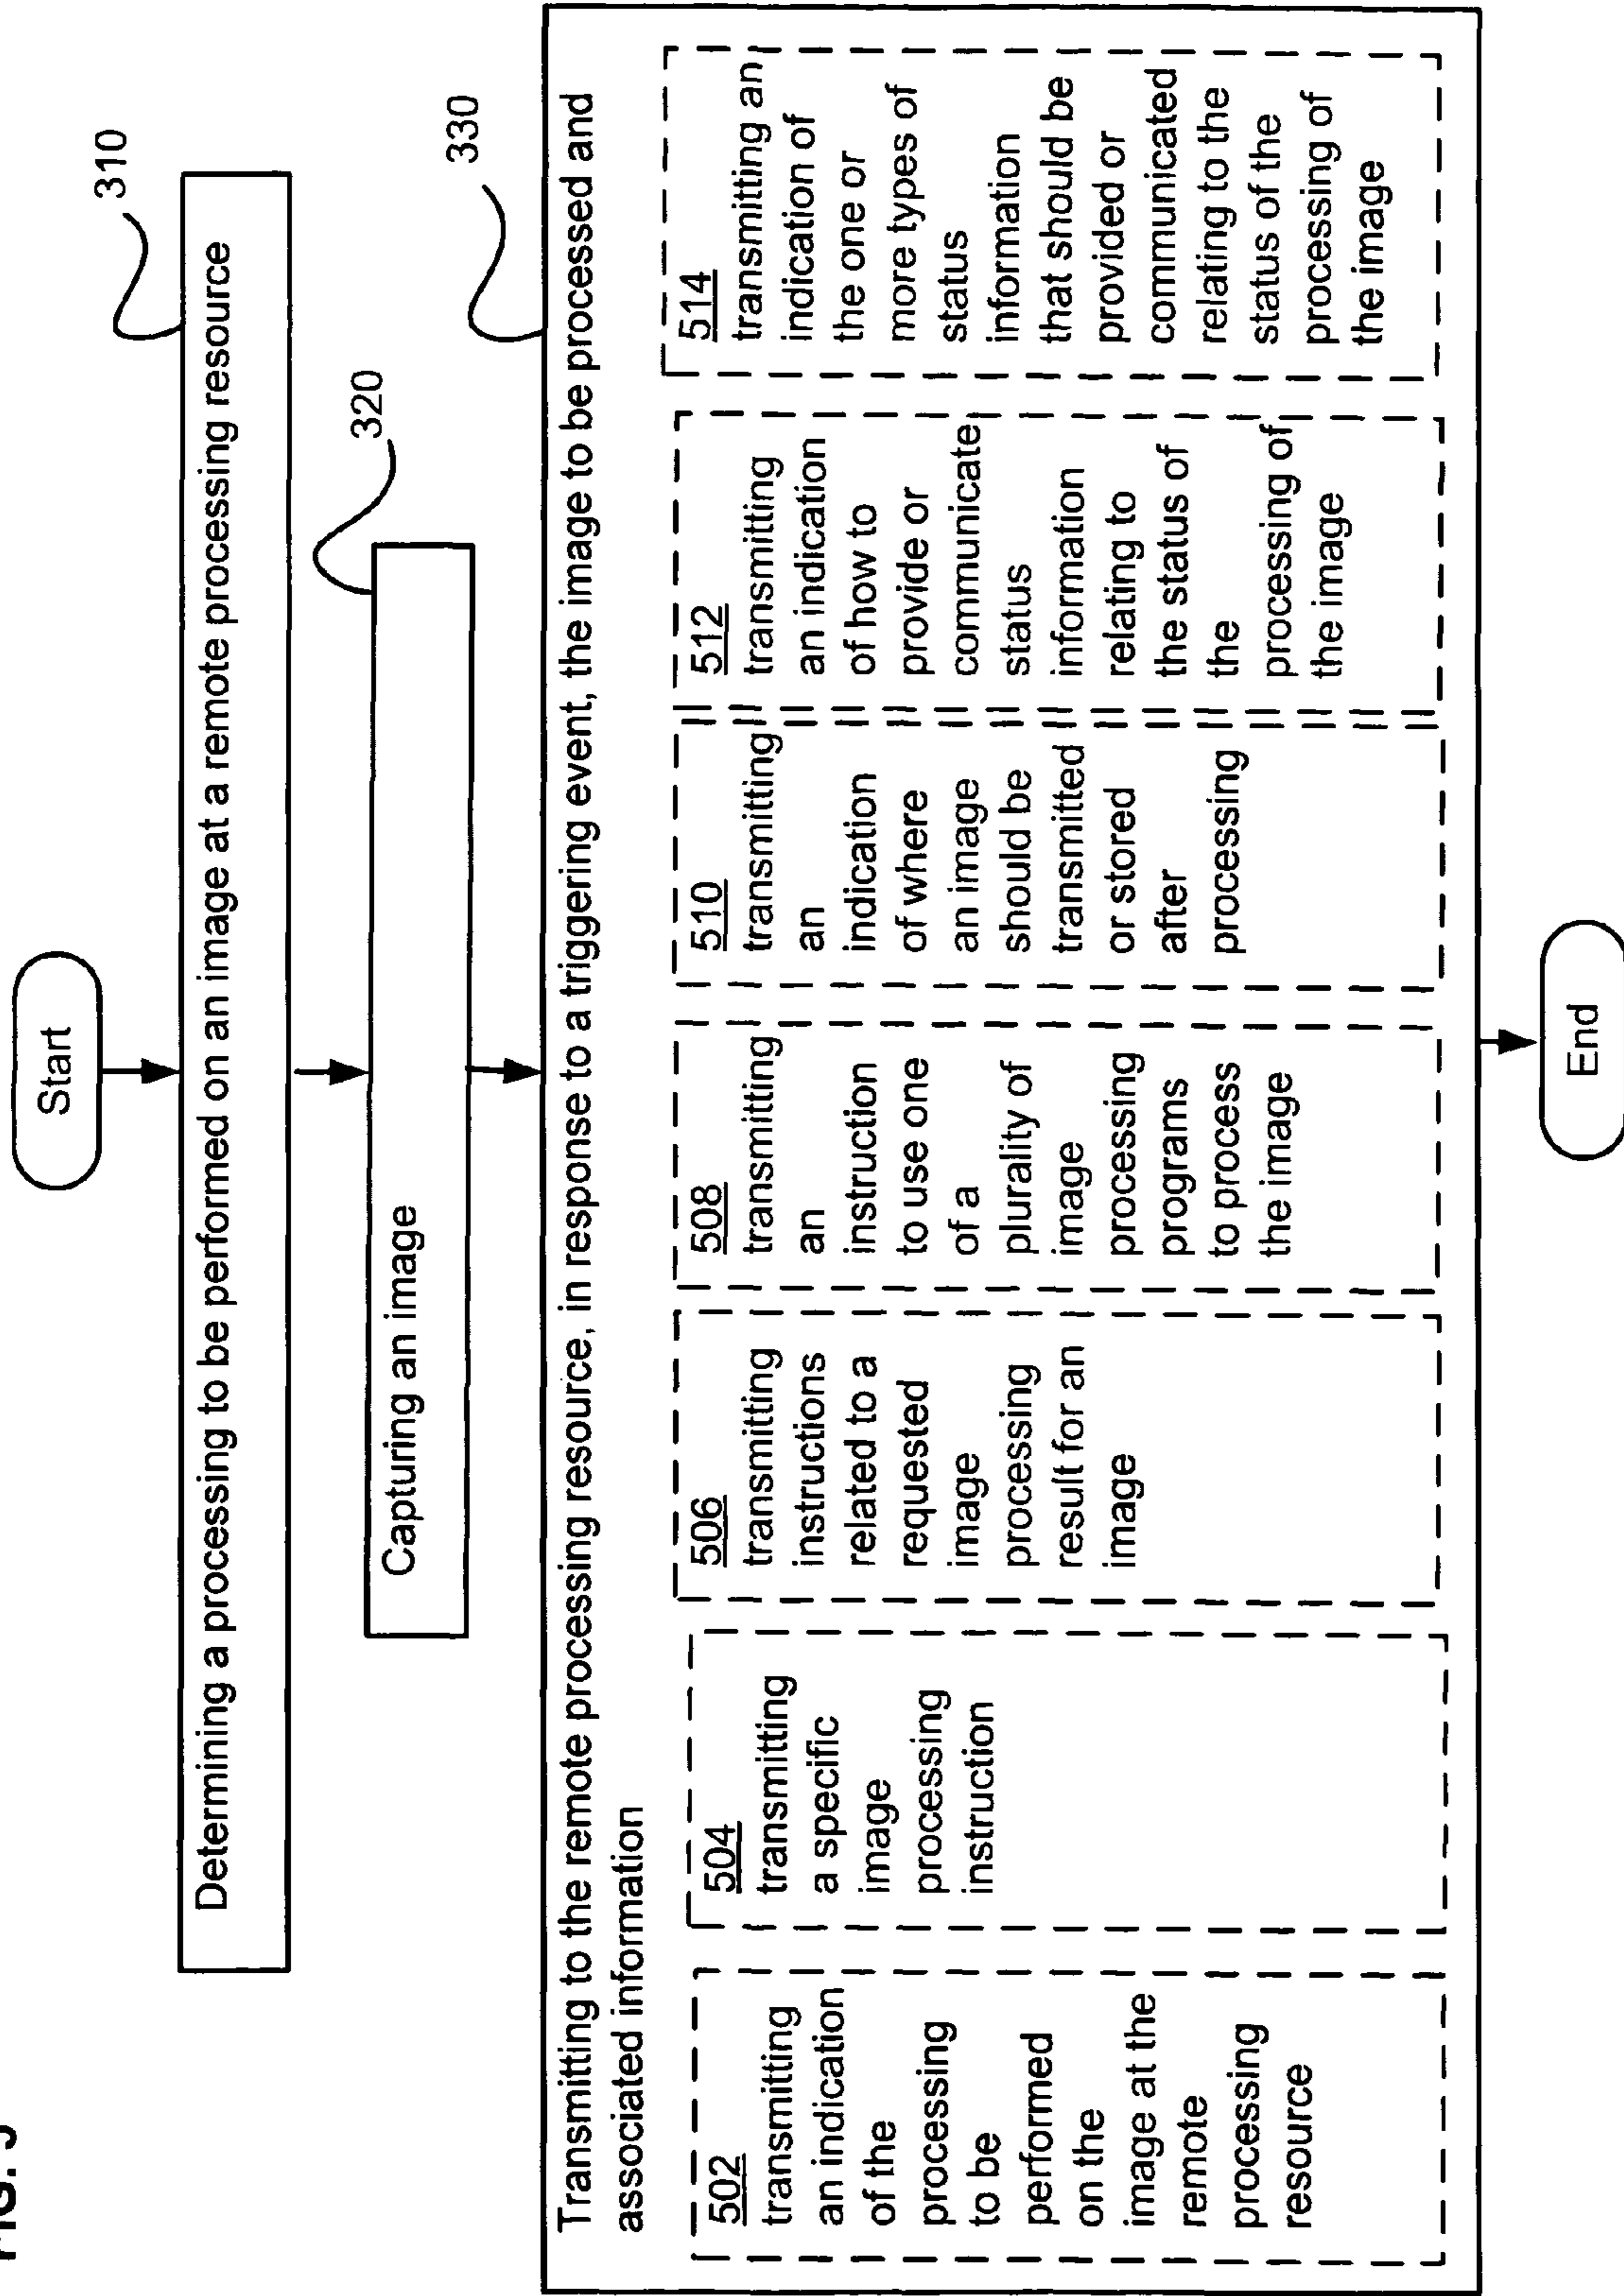 FIG. 5
Start
310
Determining a processing to be performed on an image at a remote processing resource
320
Capturing an image
330
Transmitting to the remote processing resource, in response to a triggering event, the image to be processed and
associated information
502
transmitting
an indication
of the
processing
to be
performed
on the
image at the
remote
processing
resource
504
transmitting
a specific
image
processing
instruction
506
transmitting
instructions
related to a
requested
image
processing
result for an
image
508
transmitting
an
instruction
to use one
of a
plurality of
image
processing
programs
to process
the image
510
transmitting
an
indication
of where
an image
should be
transmitted
or stored
after
processing
512
transmitting
an indication
of how to
provide or
communicate
status
information
relating to
the status of
the
processing of
the image
514
transmitting an
indication of
the one or
more types of
status
information
that should be
provided or
communicated
relating to the
status of the
processing of
the image
End